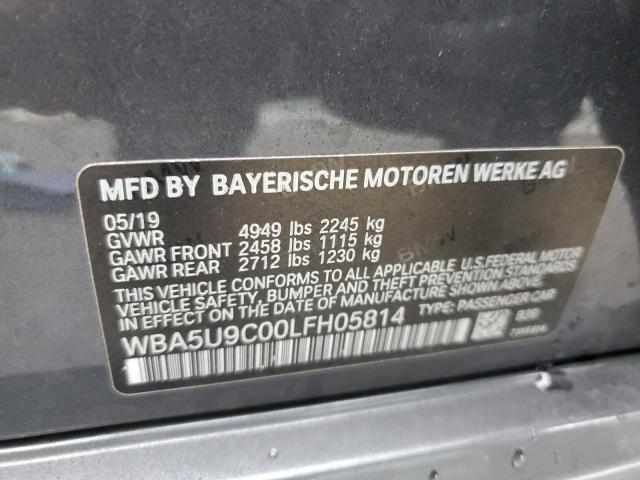 MFD BY BAYERISCHE MOTOREN WERKE AG
05/19
GVWR 4949 lbs 2245 kg
GAWR FRONT 2458 lbs 1115 kg
GAWR REAR 2712 lbs 1230 kg
THIS VEHICLE CONFORMS TO ALL APPLICABLE U.S.FEDERAL MOTOR
VEHICLE SAFETY, BUMPER AND THEFT PREVENTION STANDARDS
IN EFFECT ON THE DATE OF MANUFACTURE SHOWN ABOVE.
WBA5U9C00LFH05814 TYPE: PASSENGER CAR
B39